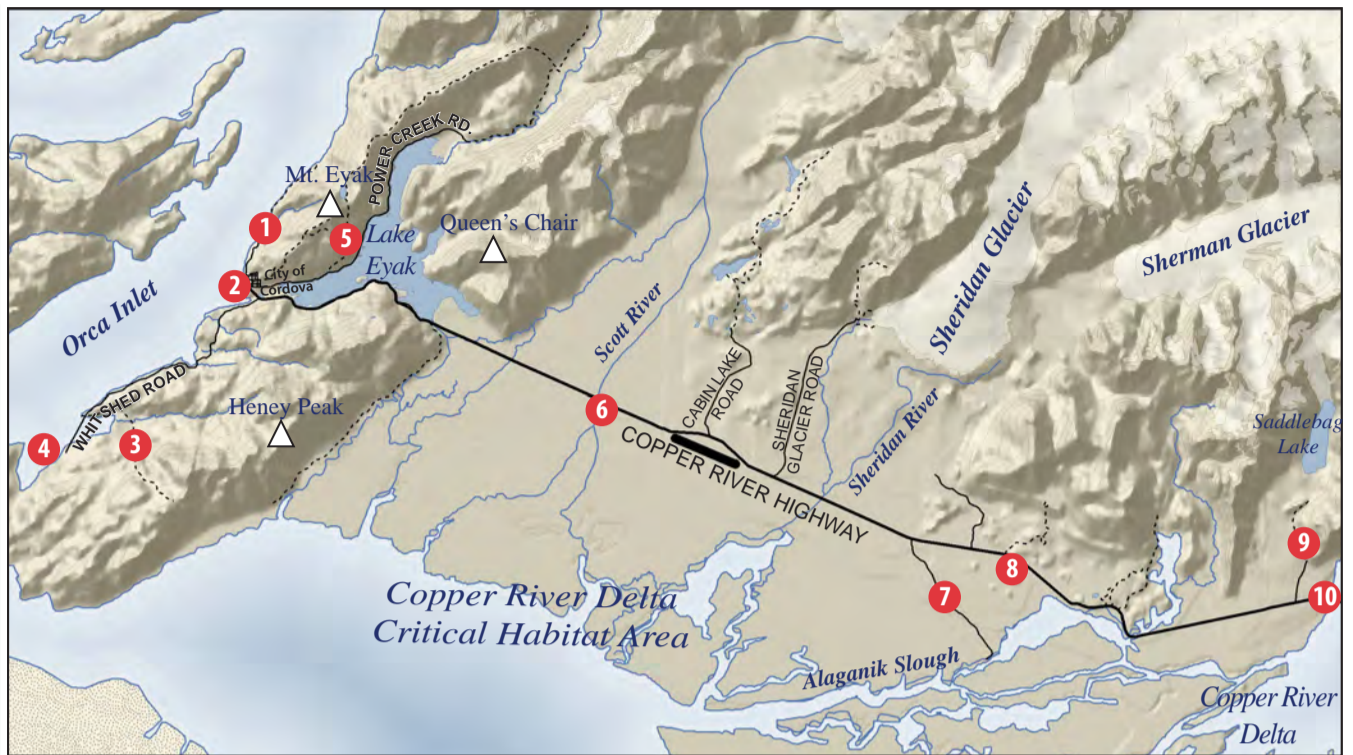 Mt. Eyak
POWER CREEK RD.
1
5
Lake
Eyak
Queen's Chair
2
City of
Cordova
Orca Inlet
WHITSHED ROAD
Heney Peak
4
3
Scott River
6
CABIN LAKE
ROAD
SHERIDAN
GLACIER ROAD
Sheridan Glacier
Sherman Glacier
Sheridan River
Saddlebag
Lake
COPPER RIVER HIGHWAY
7
8
9
10
Copper River Delta
Critical Habitat Area
Alaganik Slough
Copper River
Delta